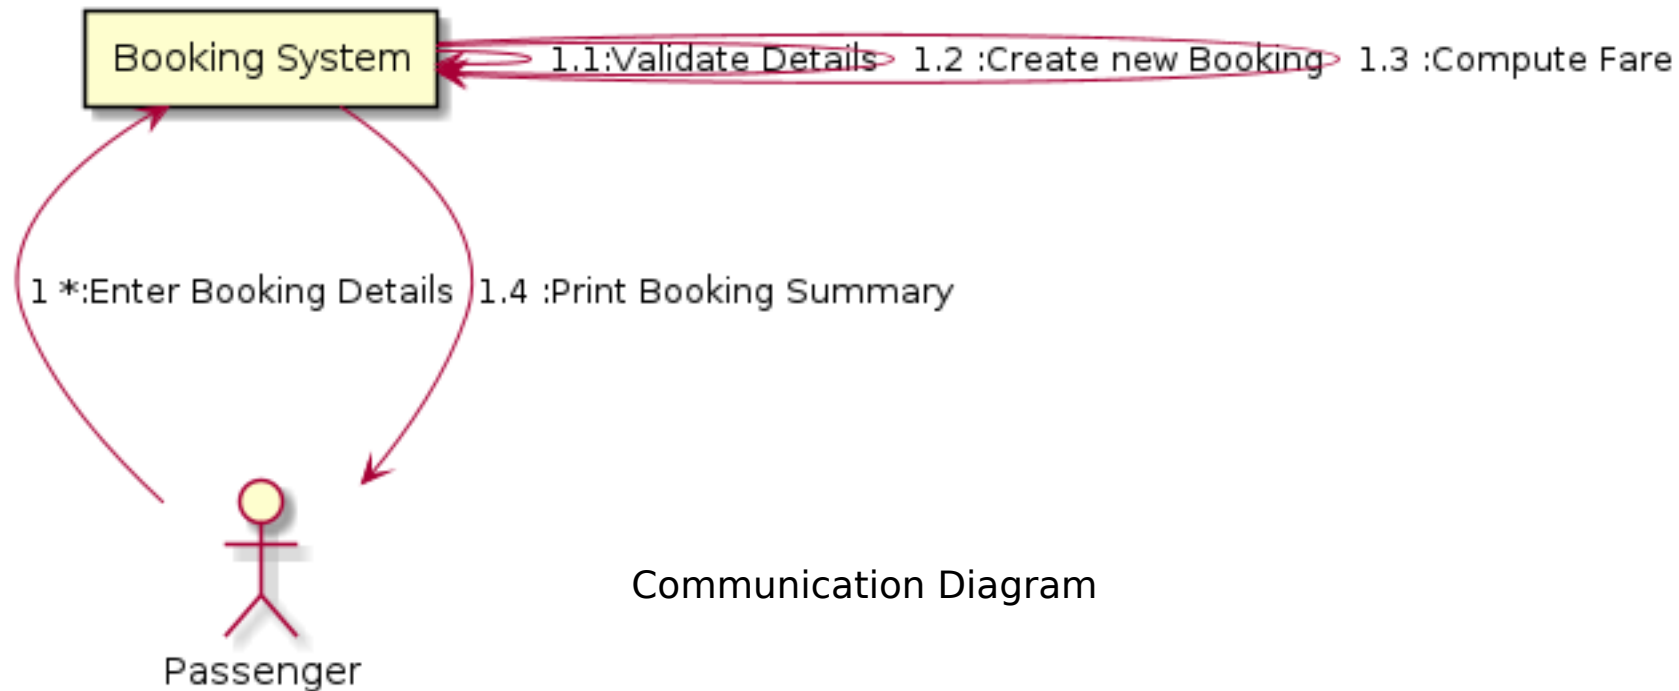 Booking System
1.1:Validate Details
1.2 :Create new Booking
1.3 :Compute Fare
1 *:Enter Booking Details
1.4 :Print Booking Summary
Communication Diagram
Passenger